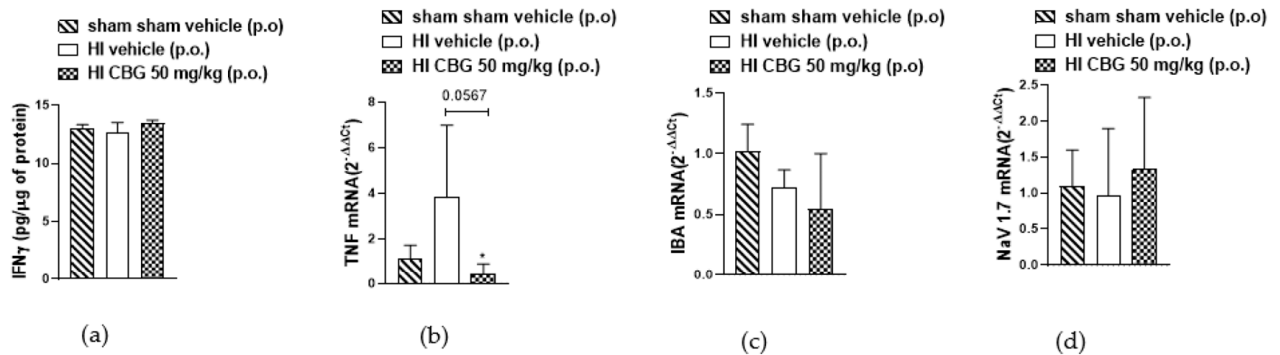 sham sham vehicle (p.o)
HI vehicle (p.o.)
HI CBG 50 mg/kg (p.o.)
IFN-γ (pg/μg of protein)
15
10
5
0
(a)
sham sham vehicle (p.o.)
HI vehicle (p.o.)
HI CBG 50 mg/kg (p.o.)
0.0567
TNF mRNA(2^-ΔΔCt)
8
6
4
2
0
*
(b)
sham sham vehicle (p.o)
HI vehicle (p.o.)
HI CBG 50 mg/kg (p.o)
IBA mRNA(2^-ΔΔCt)
1.5
1.0
0.5
0.0
(c)
sham sham vehicle (p.o)
HI vehicle (p.o.)
HI CBG 50 mg/kg (p.o.)
NaV 1.7 mRNA(2^-ΔΔCt)
2.5
2.0
1.5
1.0
0.5
0.0
(d)